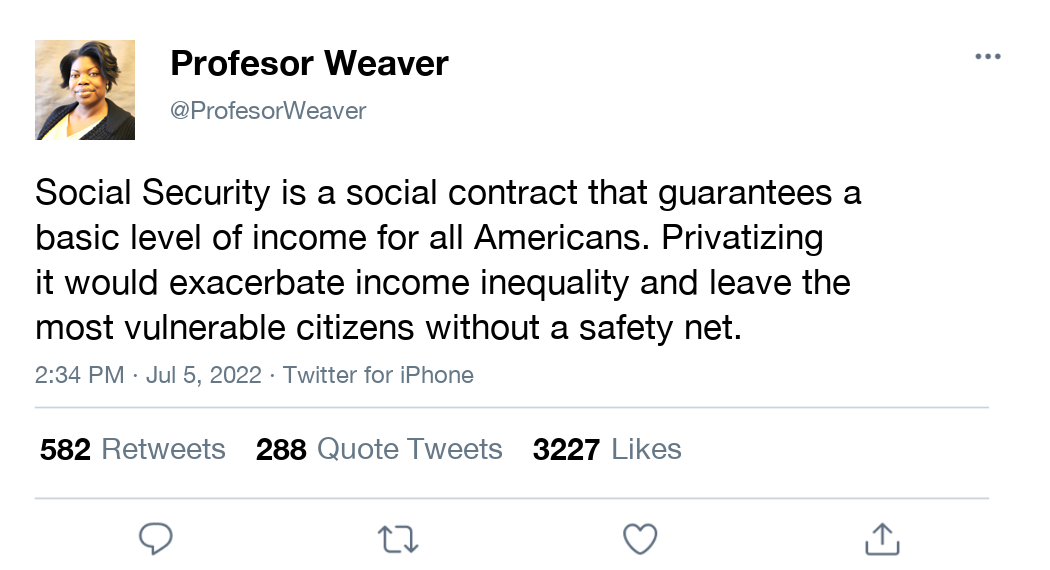 Profesor Weaver
@ProfesorWeaver
Social Security is a social contract that guarantees a
basic level of income for all Americans. Privatizing
it would exacerbate income inequality and leave the
most vulnerable citizens without a safety net.
2:34 PM · Jul 5, 2022 · Twitter for iPhone
582 Retweets 288 Quote Tweets 3227 Likes